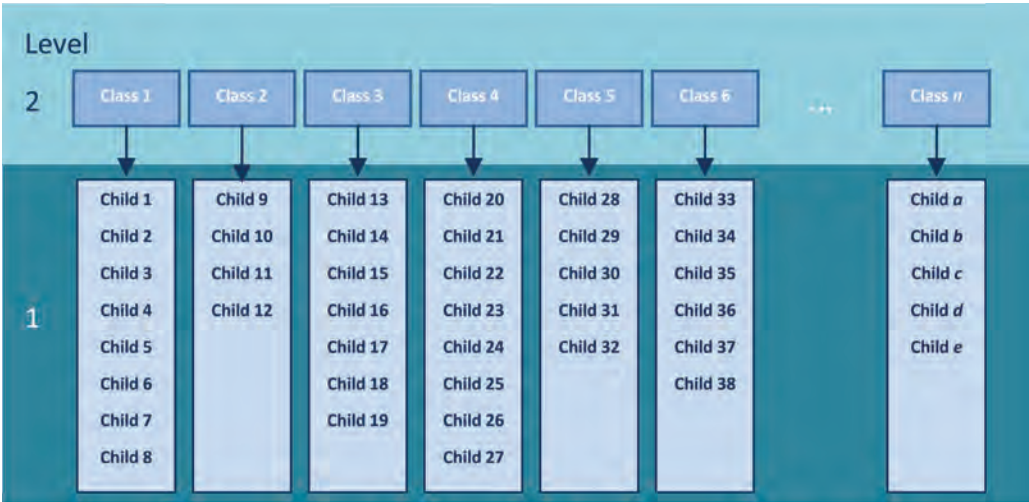 Level
2 Class 1 Class 2 Class 3 Class 4 Class 5 Class 6 ... Class n
Child 1 Child 9 Child 13 Child 20 Child 28 Child 33 Child a
Child 2 Child 10 Child 14 Child 21 Child 29 Child 34 Child b
Child 3 Child 11 Child 15 Child 22 Child 30 Child 35 Child c
1 Child 4 Child 12 Child 16 Child 23 Child 31 Child 36 Child d
Child 5 Child 17 Child 24 Child 32 Child 37 Child e
Child 6 Child 18 Child 25 Child 38
Child 7 Child 19 Child 26
Child 8 Child 27